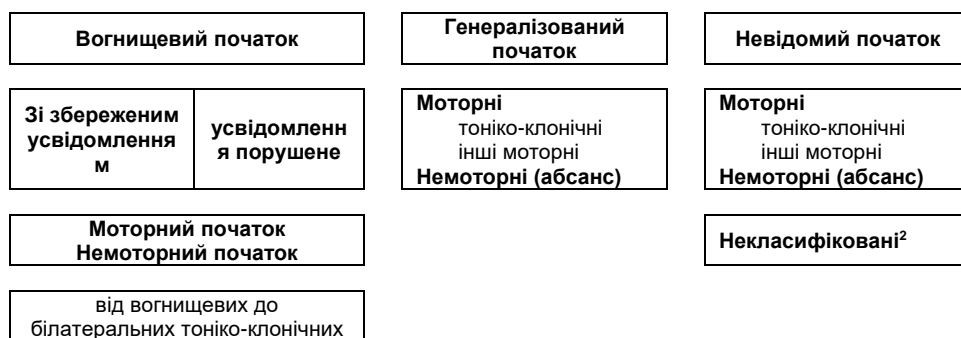 Вогнищевий початок
Генералізований
початок
Невідомий початок
Зі збереженим
усвідомлення
м
усвідомленн
я порушене
Моторні
тоніко-клонічні
інші моторні
Немоторні (абсанс)
Моторні
тоніко-клонічні
інші моторні
Немоторні (абсанс)
Моторний початок
Немоторний початок
Некласифіковані²
від вогнищевих до
білатеральних тоніко-клонічних